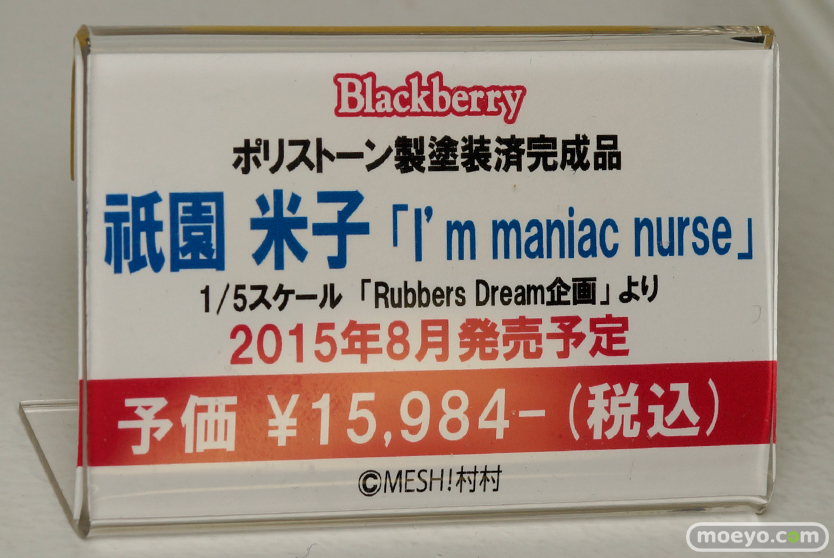 Blackberry
ポリストーン製塗装済完成品
祇園 米子「I'm maniac nurse」
1/5スケール「Rubbers Dream企画」より
2015年8月発売予定
予価 ¥15,984-(税込)
©MESH!村村
moeyo.com